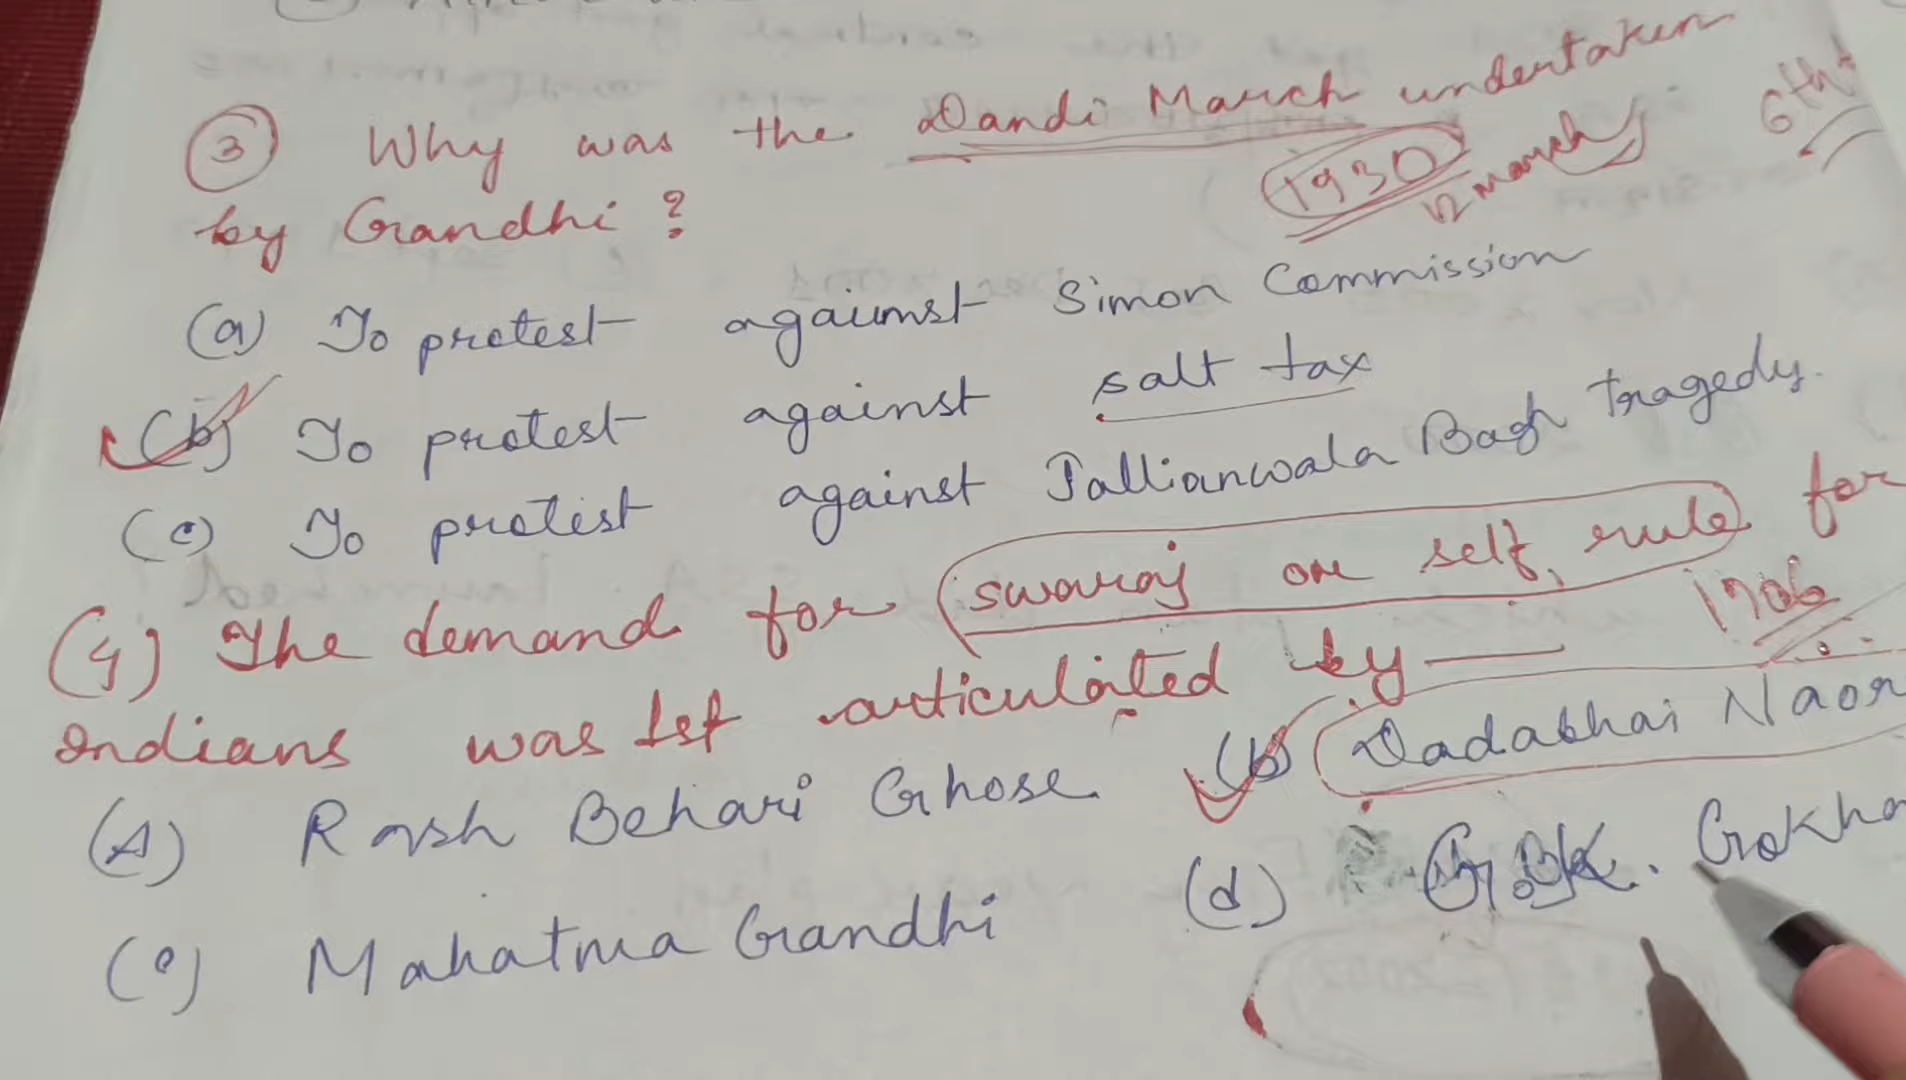 ③ Why was the Dandi March undertaken
1930 12 March 6th
by Gandhi ?
(a) To protest against Simon Commission
(b) To protest against salt tax
(c) To protest against Jallianwala Bagh tragedy.
(4) The demand for swaraj or self, rule for
1906
Indians was 1st articulated by —
(A) Rash Behari Ghose (b) Dadabhai Naor
(c) Mahatma Gandhi (d) G.K. Gokha